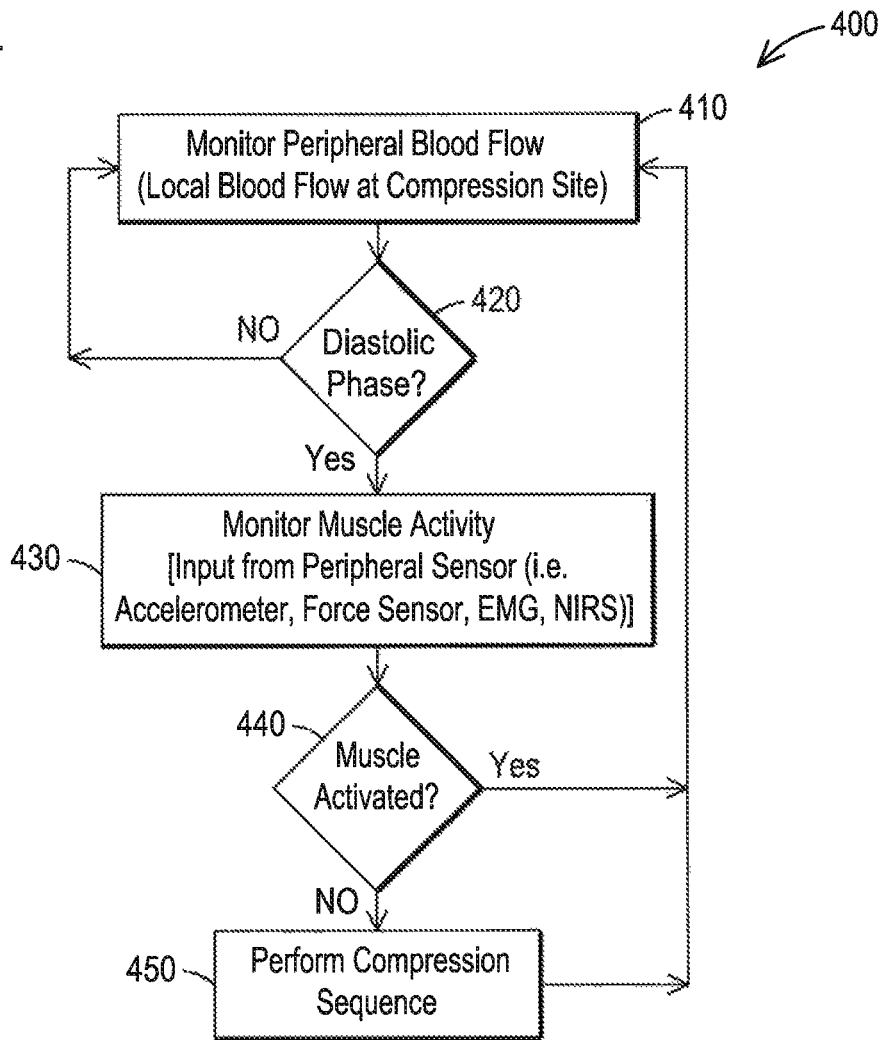 400
410
Monitor Peripheral Blood Flow
(Local Blood Flow at Compression Site)
420
NO
Diastolic
Phase?
Yes
Monitor Muscle Activity
430
[Input from Peripheral Sensor (i.e.
Accelerometer, Force Sensor, EMG, NIRS)]
440
Muscle
Activated?
Yes
NO
450
Perform Compression
Sequence